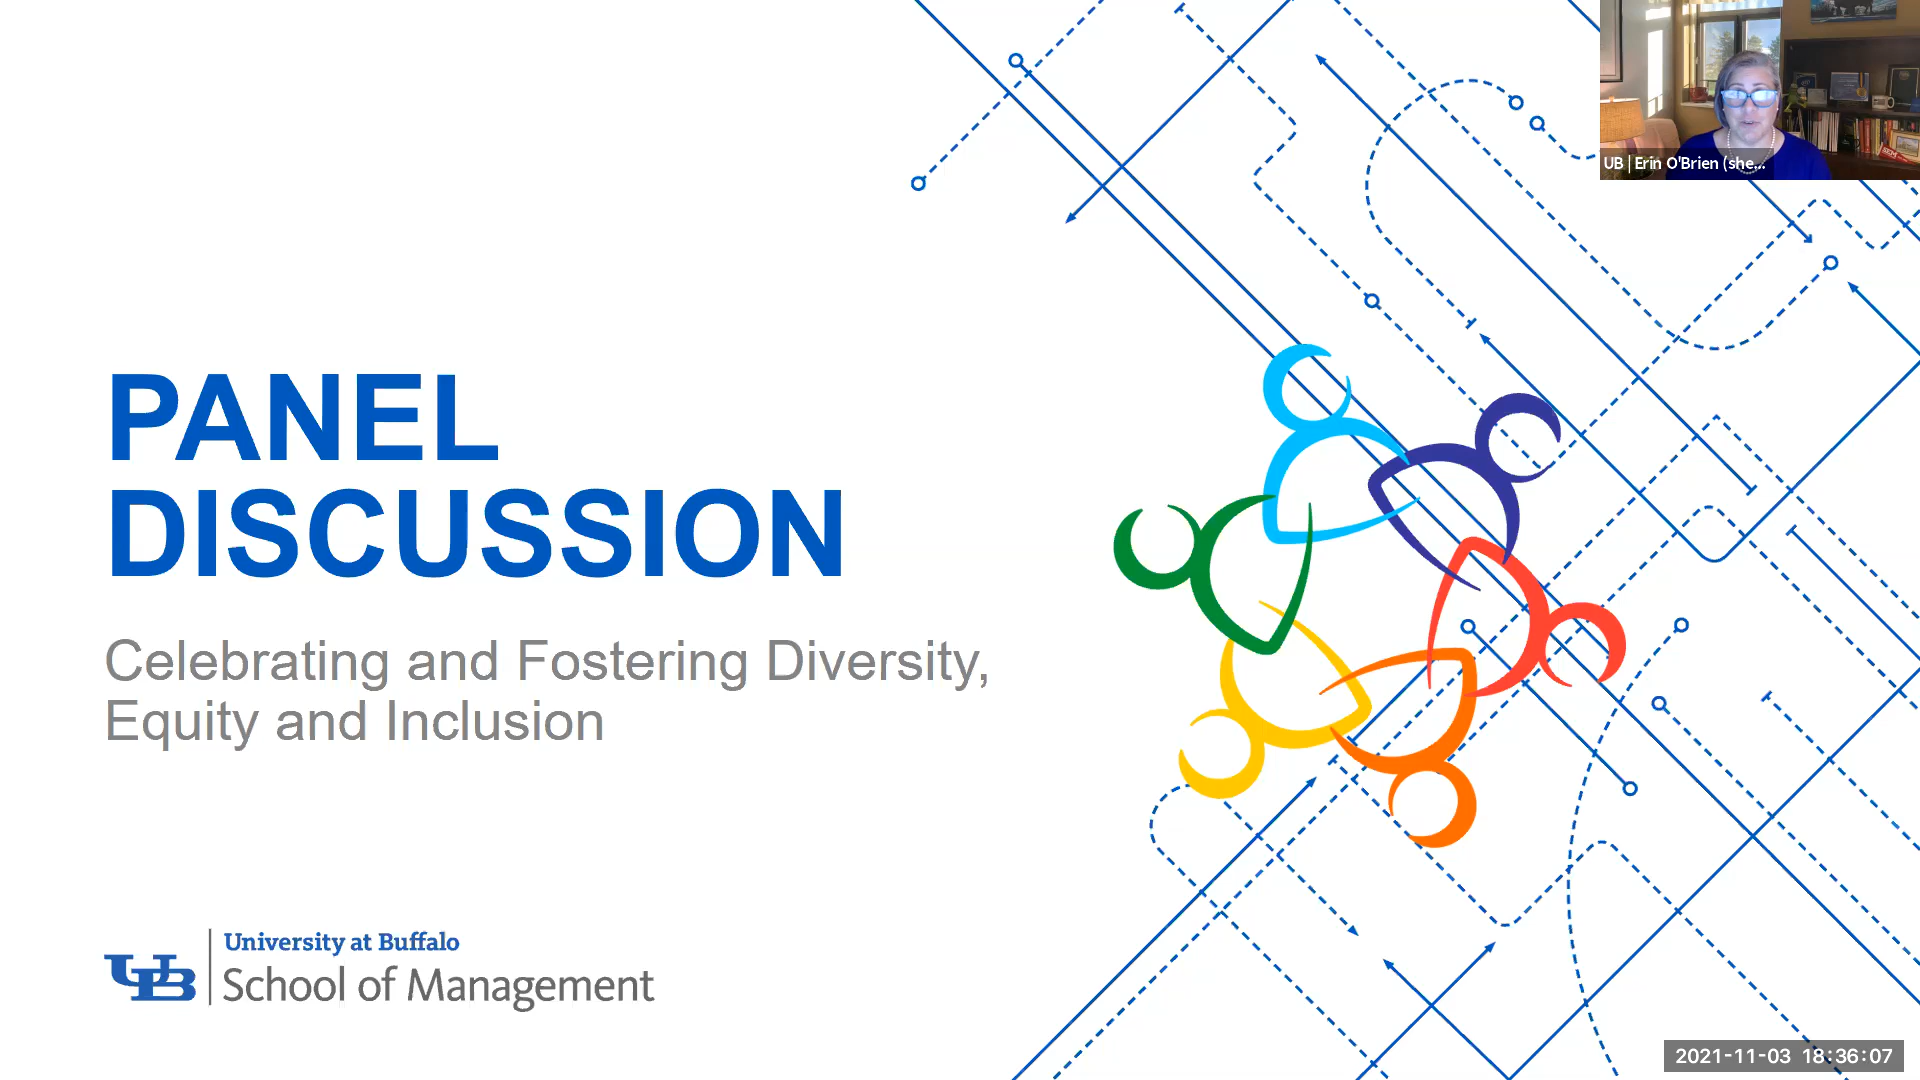 UB | Erin O'Brien (she...
PANEL
DISCUSSION
Celebrating and Fostering Diversity,
Equity and Inclusion
UB
University at Buffalo
School of Management
2021-11-03 18:36:07